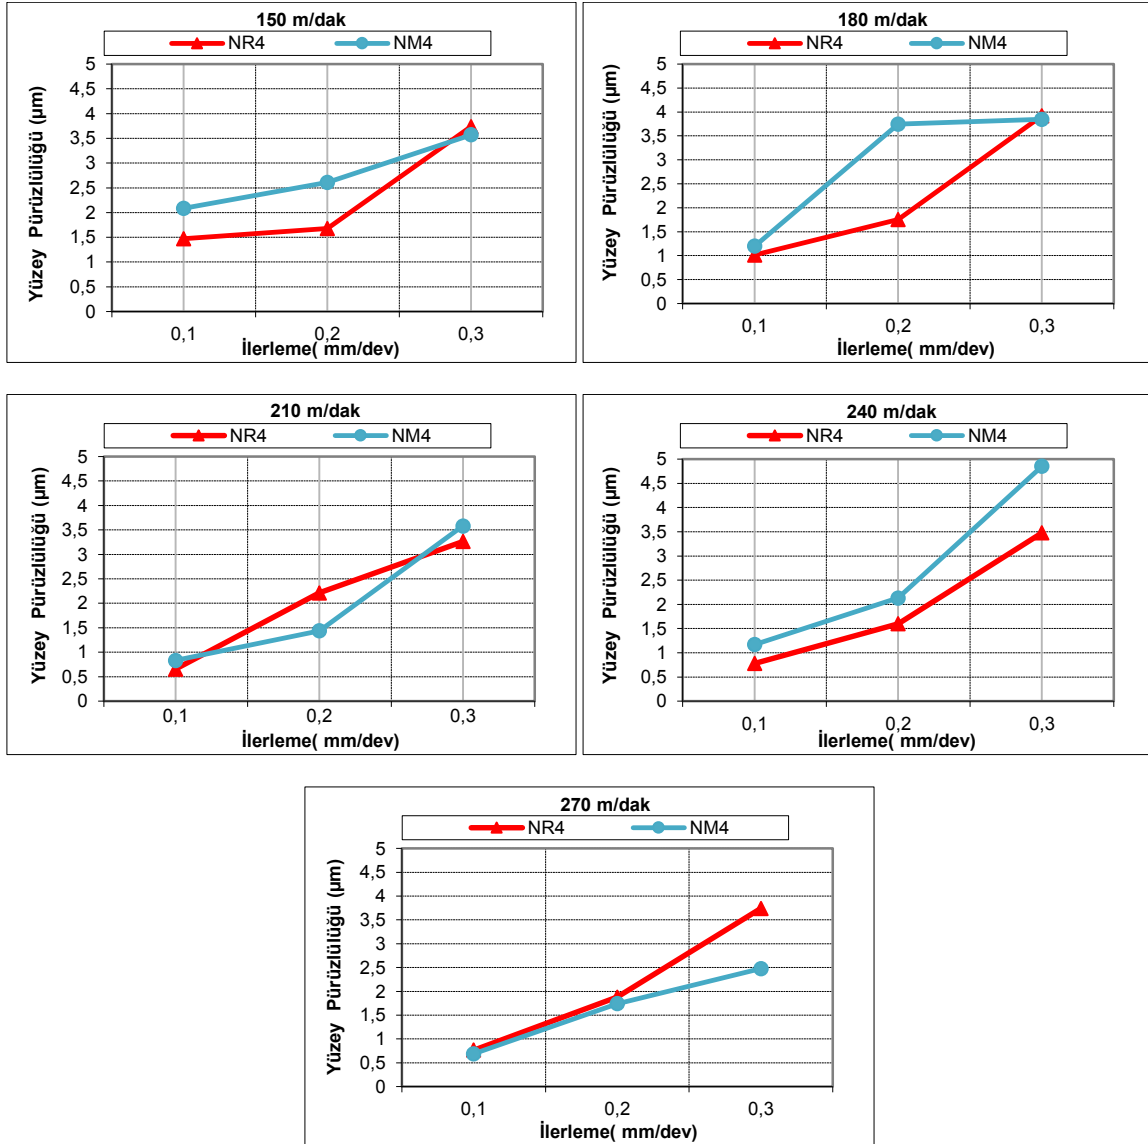 150 m/dak
NR4 NM4
Yüzey Pürüzlülüğü (µm)
5
4,5
4
3,5
3
2,5
2
1,5
1
0,5
0
0,1 0,2 0,3
İlerleme( mm/dev)
180 m/dak
NR4 NM4
Yüzey Pürüzlülüğü (µm)
5
4,5
4
3,5
3
2,5
2
1,5
1
0,5
0
0,1 0,2 0,3
İlerleme( mm/dev)
210 m/dak
NR4 NM4
Yüzey Pürüzlülüğü (µm)
5
4,5
4
3,5
3
2,5
2
1,5
1
0,5
0
0,1 0,2 0,3
İlerleme( mm/dev)
240 m/dak
NR4 NM4
Yüzey Pürüzlülüğü (µm)
5
4,5
4
3,5
3
2,5
2
1,5
1
0,5
0
0,1 0,2 0,3
İlerleme( mm/dev)
270 m/dak
NR4 NM4
Yüzey Pürüzlülüğü (µm)
5
4,5
4
3,5
3
2,5
2
1,5
1
0,5
0
0,1 0,2 0,3
İlerleme( mm/dev)